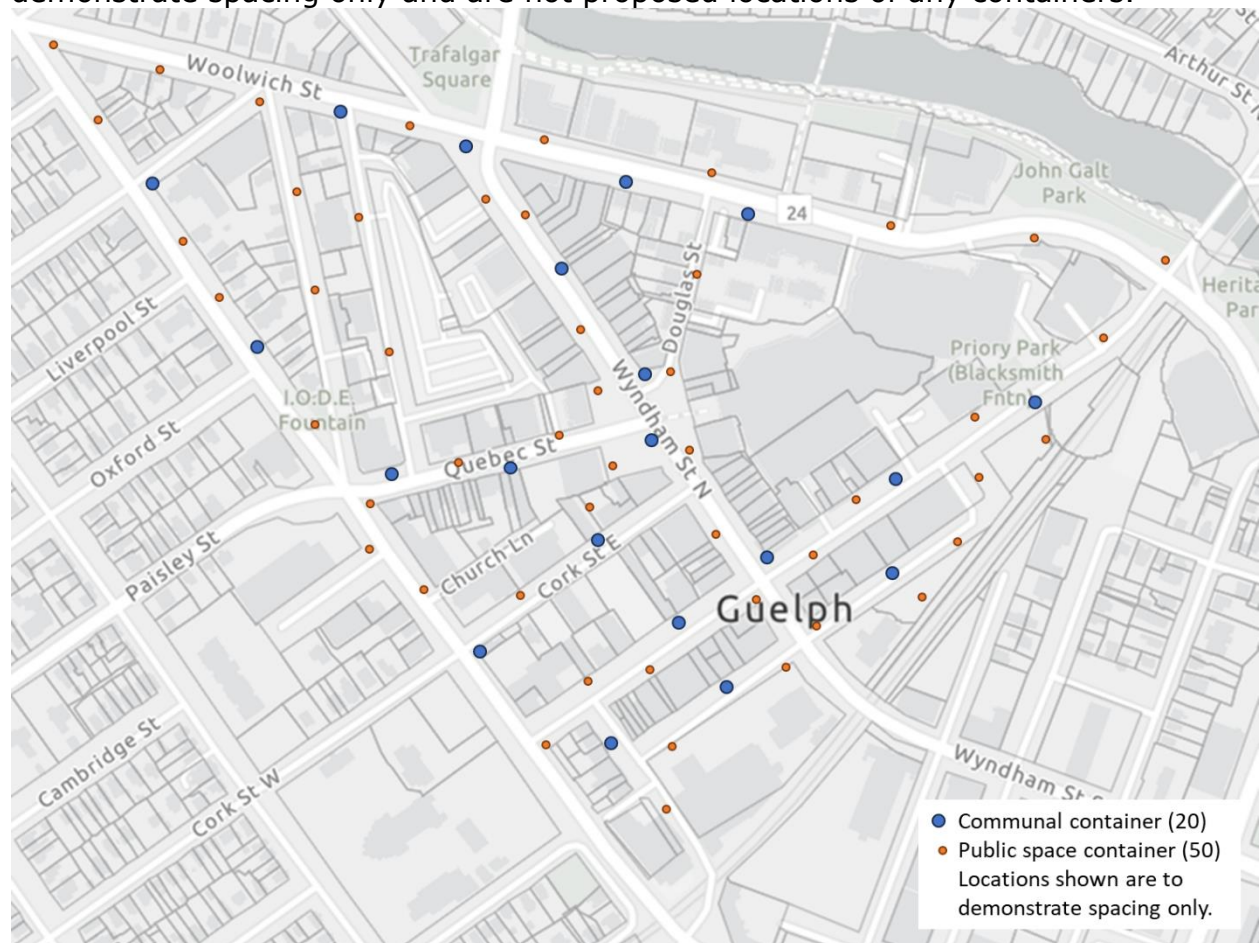 demonstrate spacing only and are not proposed locations of any containers.
Woolwich St
Trafalgar
Square
Arthur St N
John Galt
Park
24
Herita
Par
Liverpool St
Douglas St
Priory Park
(Blacksmith
Fntn)
Wyndham St N
I.O.D.E.
Fountain
Oxford St
Quebec St
Paisley St
Church Ln
Cork St E
Guelph
Cambridge St
Cork St W
Wyndham St S
Communal container (20)
Public space container (50)
Locations shown are to
demonstrate spacing only.